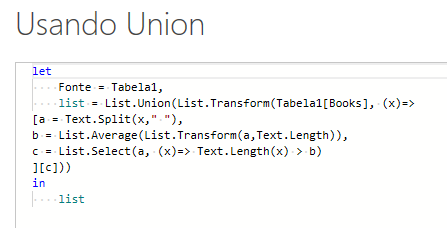 Usando Union
let
    Fonte = Tabela1,
    list = List.Union(List.Transform(Tabela1[Books], (x)=>
[a = Text.Split(x," "),
b = List.Average(List.Transform(a,Text.Length)),
c = List.Select(a, (x)=> Text.Length(x) > b)
][c]))
in
    list